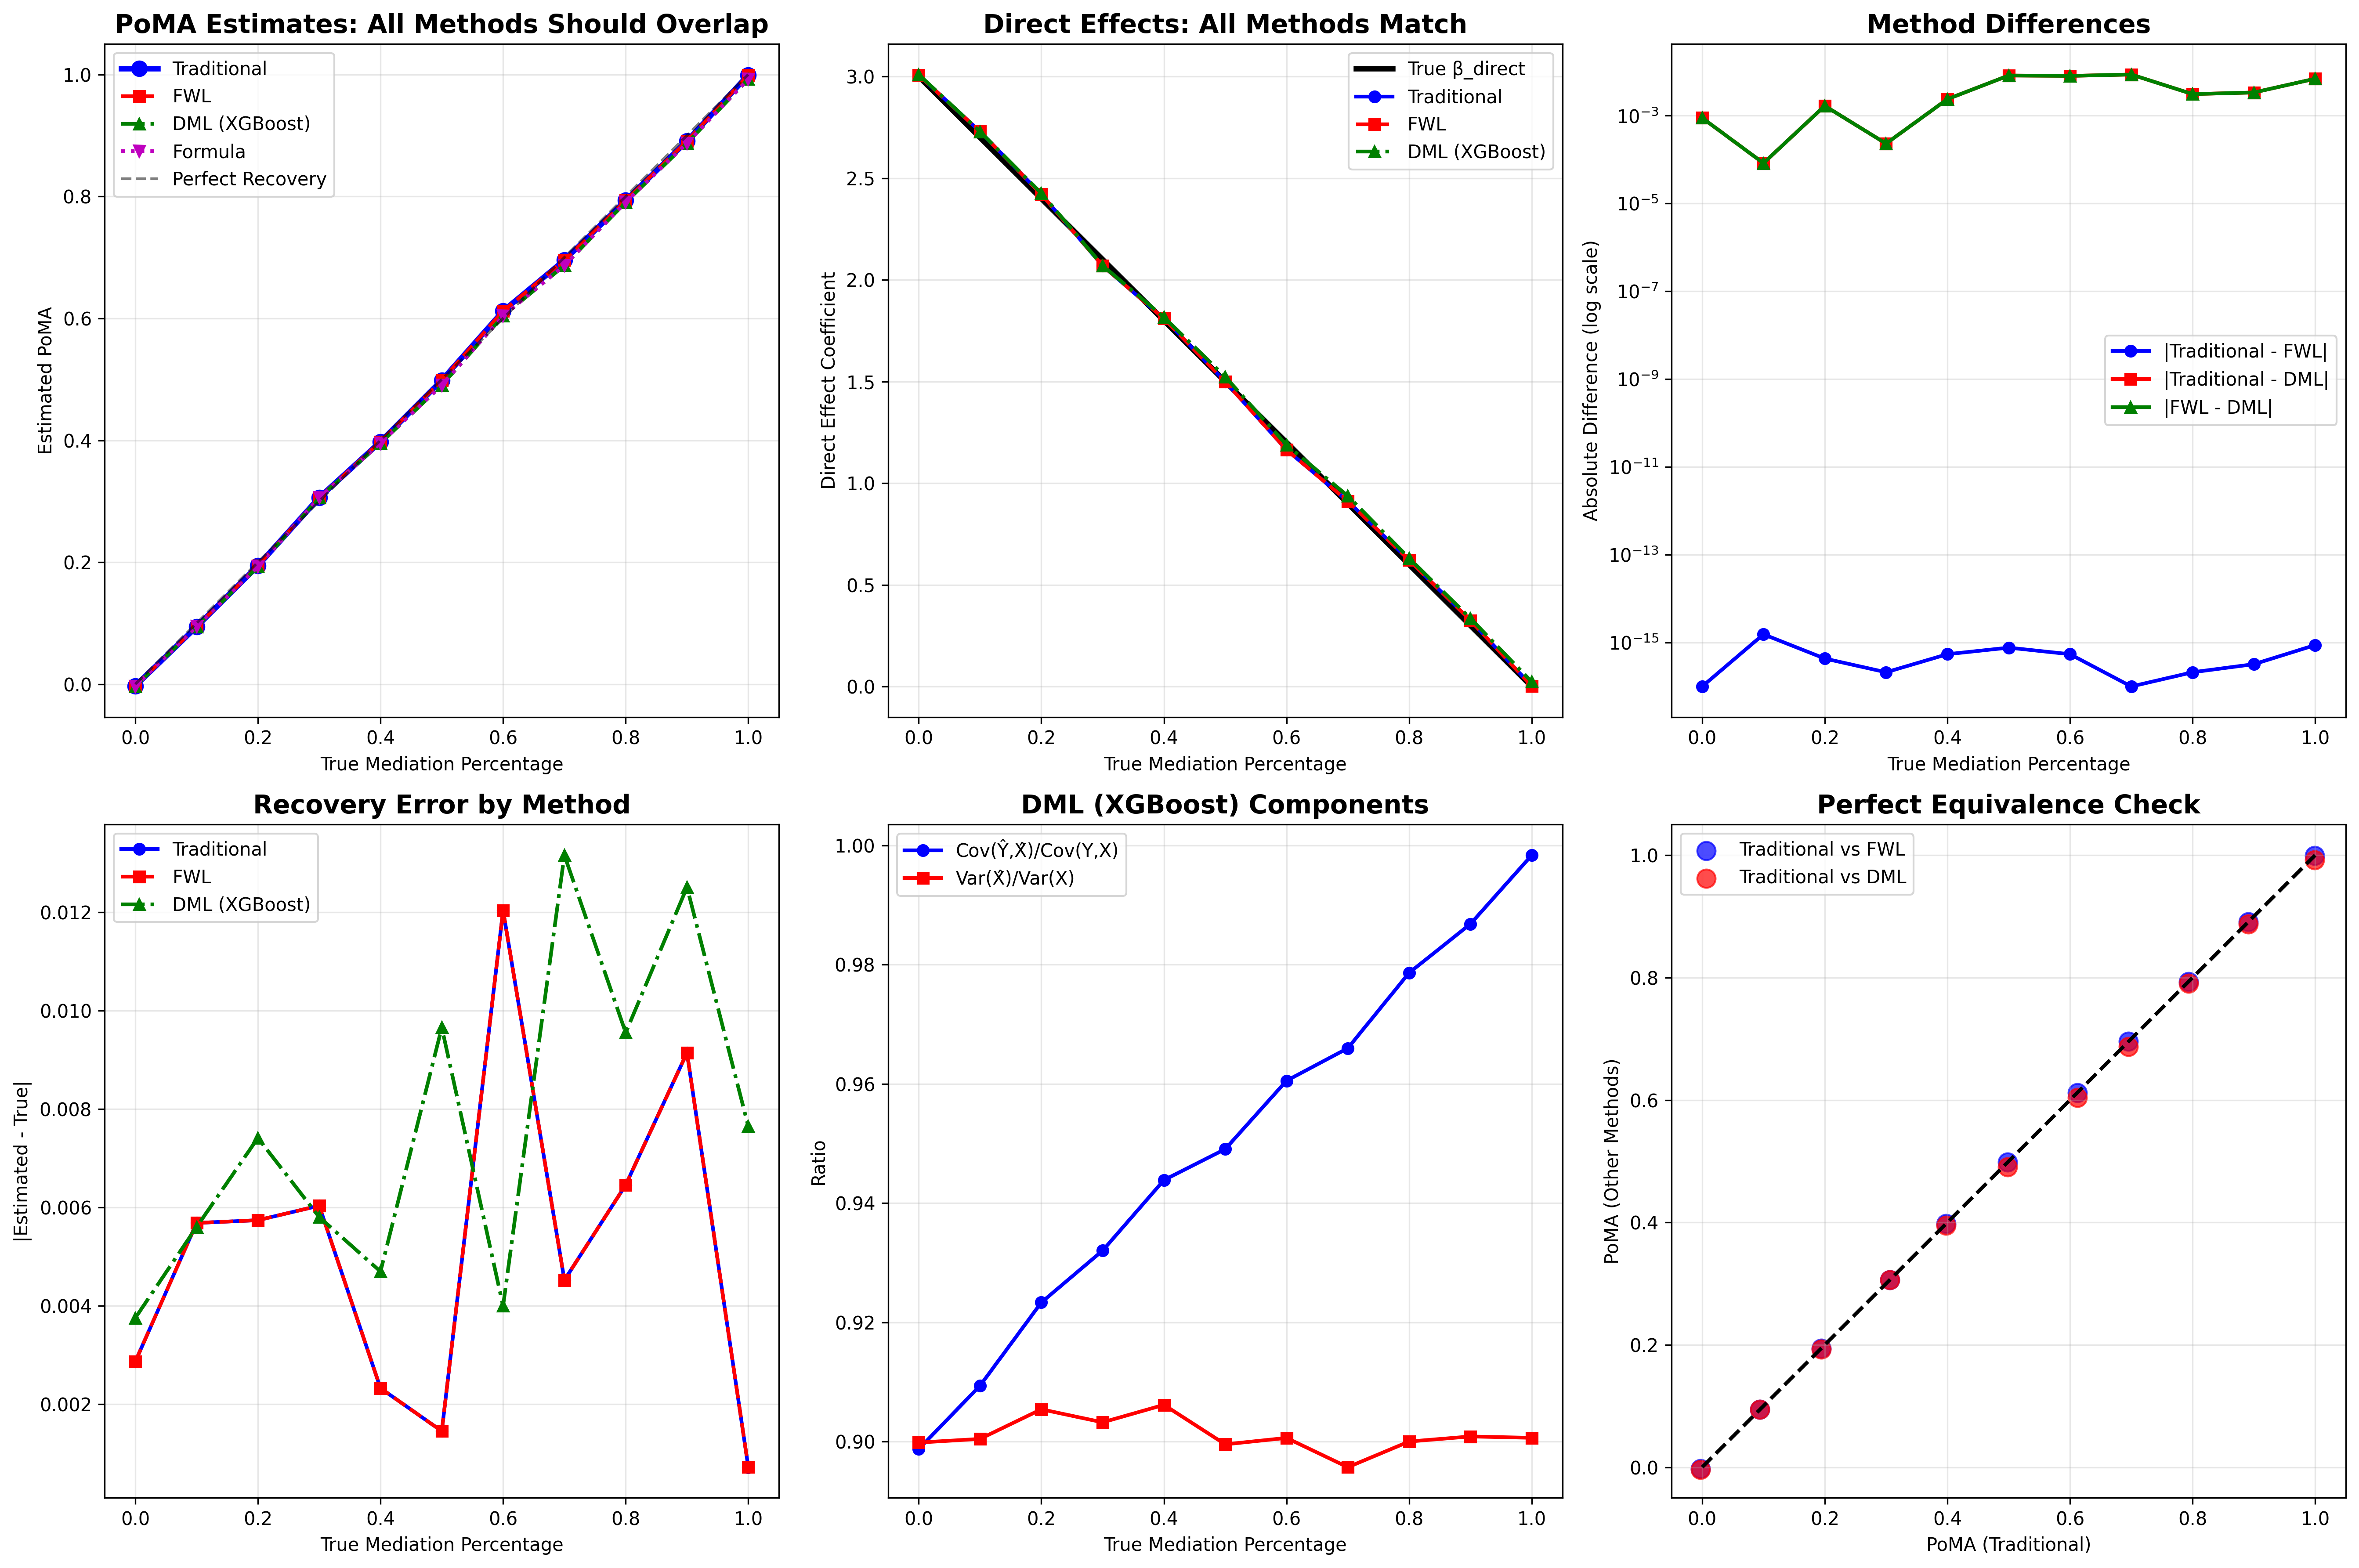 PoMA Estimates: All Methods Should Overlap
Traditional
FWL
DML (XGBoost)
Formula
Perfect Recovery
Estimated PoMA
1.0
0.8
0.6
0.4
0.2
0.0
0.0 0.2 0.4 0.6 0.8 1.0
True Mediation Percentage
Direct Effects: All Methods Match
True β_direct
Traditional
FWL
DML (XGBoost)
Direct Effect Coefficient
3.0
2.5
2.0
1.5
1.0
0.5
0.0
0.0 0.2 0.4 0.6 0.8 1.0
True Mediation Percentage
Method Differences
|Traditional - FWL|
|Traditional - DML|
|FWL - DML|
Absolute Difference (log scale)
10⁻³
10⁻⁵
10⁻⁷
10⁻⁹
10⁻¹¹
10⁻¹³
10⁻¹⁵
0.0 0.2 0.4 0.6 0.8 1.0
True Mediation Percentage
Recovery Error by Method
Traditional
FWL
DML (XGBoost)
|Estimated - True|
0.012
0.010
0.008
0.006
0.004
0.002
0.0 0.2 0.4 0.6 0.8 1.0
True Mediation Percentage
DML (XGBoost) Components
Cov(Ŷ,X̂)/Cov(Y,X)
Var(X̂)/Var(X)
Ratio
1.00
0.98
0.96
0.94
0.92
0.90
0.0 0.2 0.4 0.6 0.8 1.0
True Mediation Percentage
Perfect Equivalence Check
Traditional vs FWL
Traditional vs DML
PoMA (Other Methods)
1.0
0.8
0.6
0.4
0.2
0.0
0.0 0.2 0.4 0.6 0.8 1.0
PoMA (Traditional)